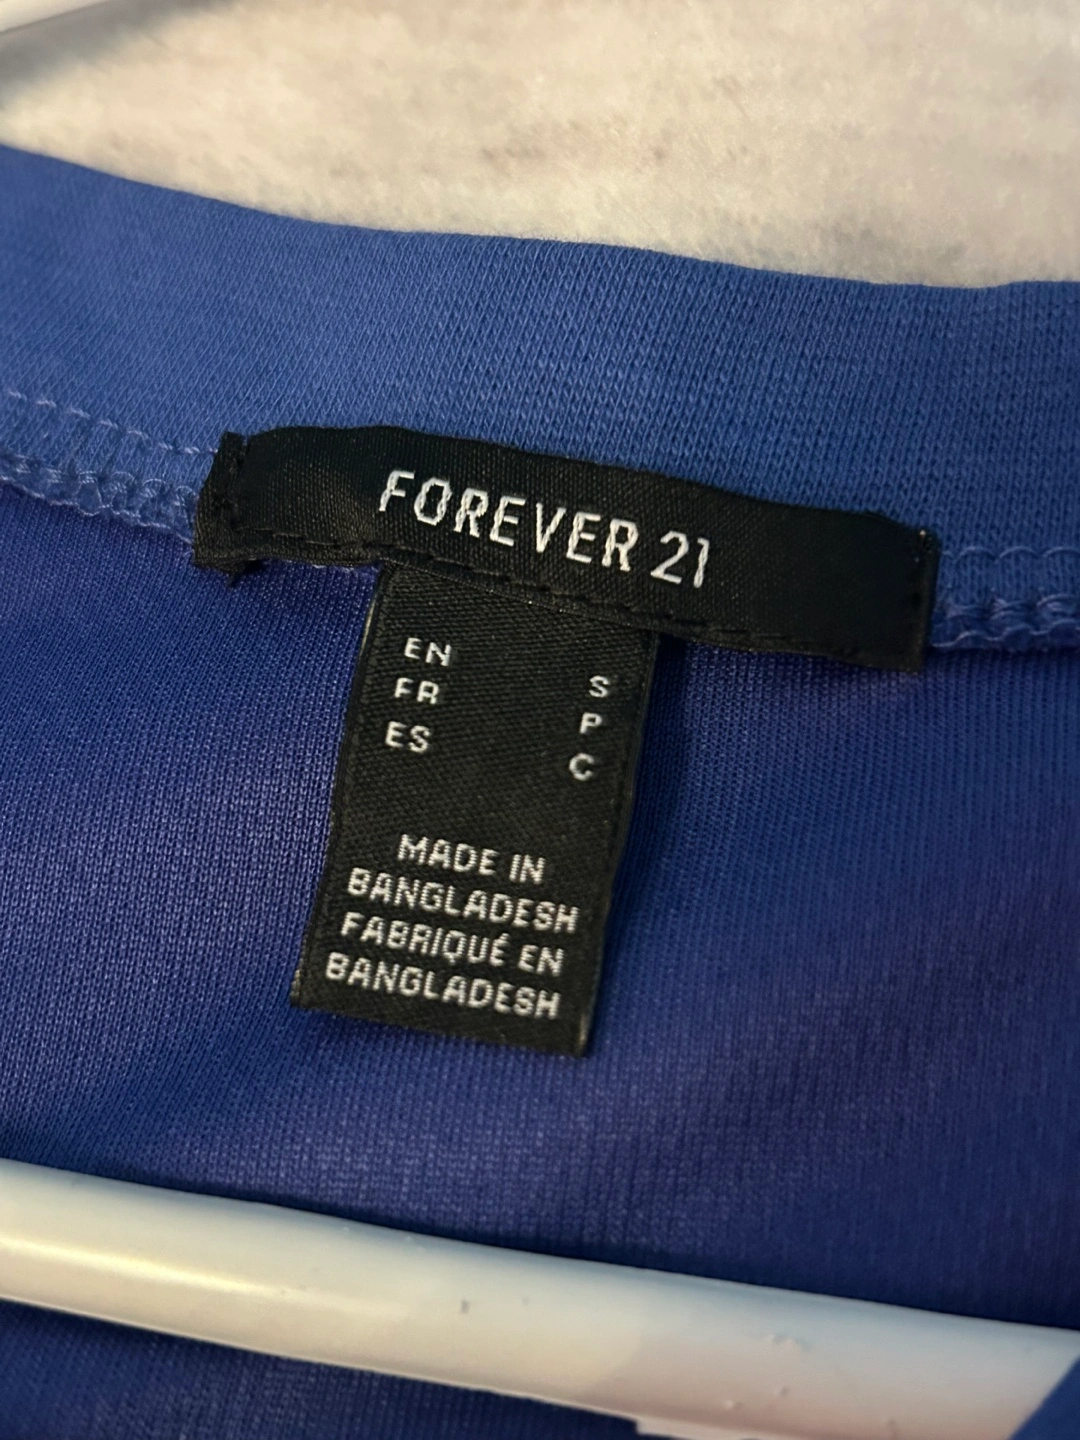 FOREVER 21
EN S
FR P
ES C
MADE IN
BANGLADESH
FABRIQUÉ EN
BANGLADESH